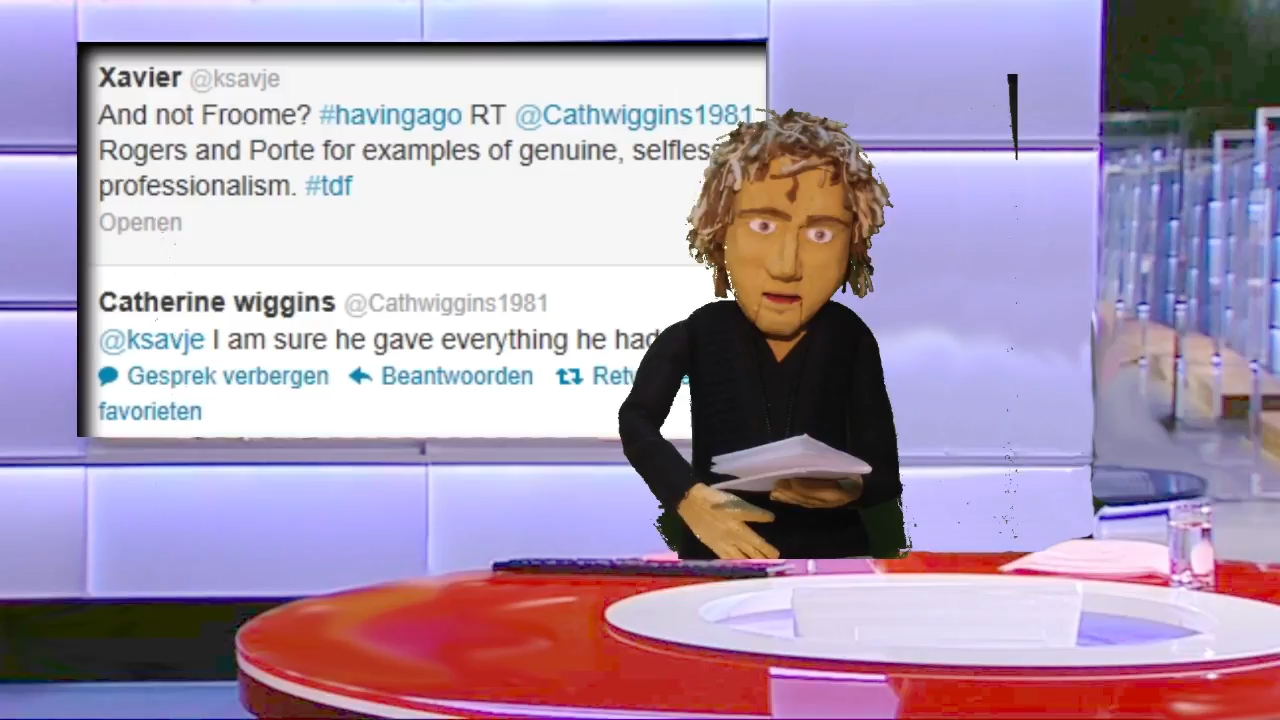 Xavier @ksavje
And not Froome? #havingago RT @Cathwiggins1981
Rogers and Porte for examples of genuine,
professionalism. #tdf
Openen
Catherine wiggins @Cathwiggins1981
@ksavje I am sure he gave everything he had
Gesprek verbergen Beantwoorden
favorieten